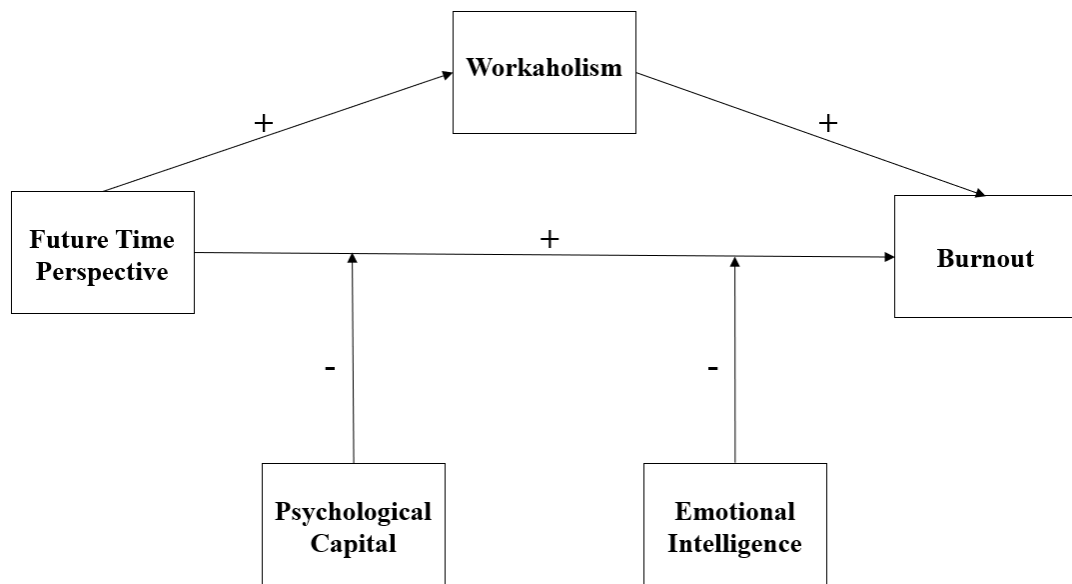 Workaholism
+
+
Future Time
Perspective
+
Burnout
-
-
Psychological
Capital
Emotional
Intelligence